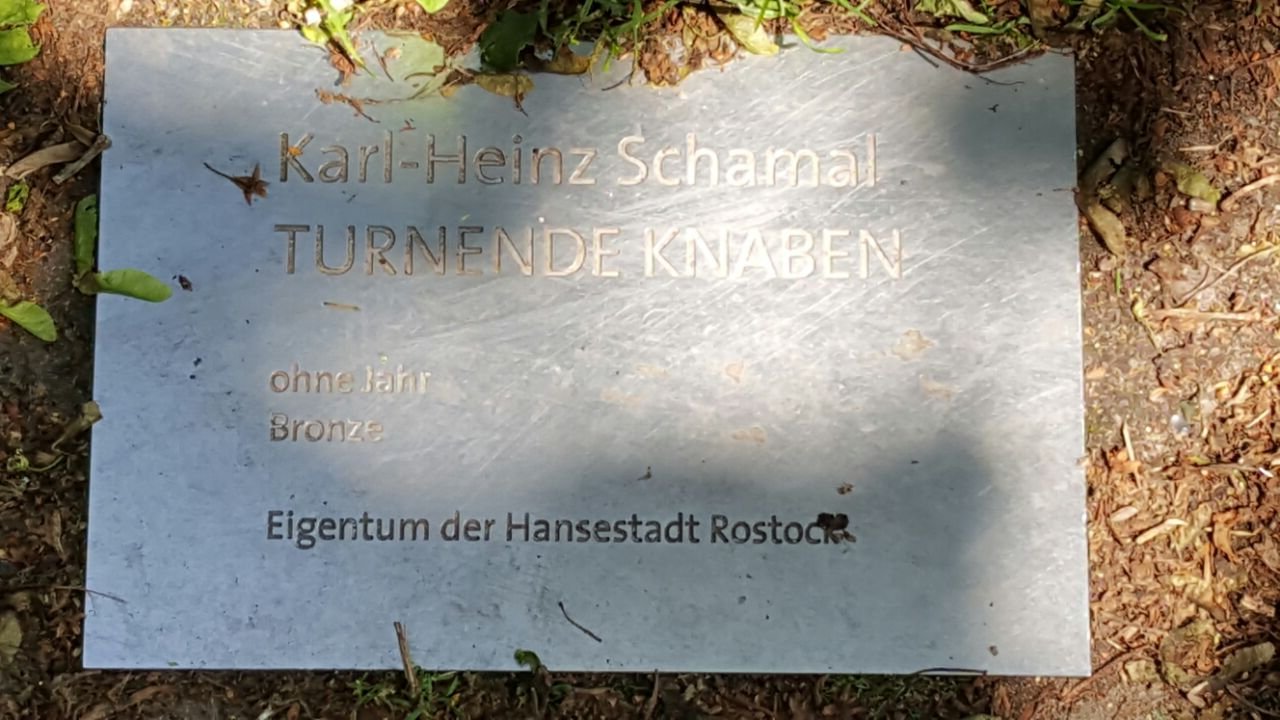 Karl-Heinz Schamal
TURNENDE KNABEN
ohne Jahr
Bronze
Eigentum der Hansestadt Rostock